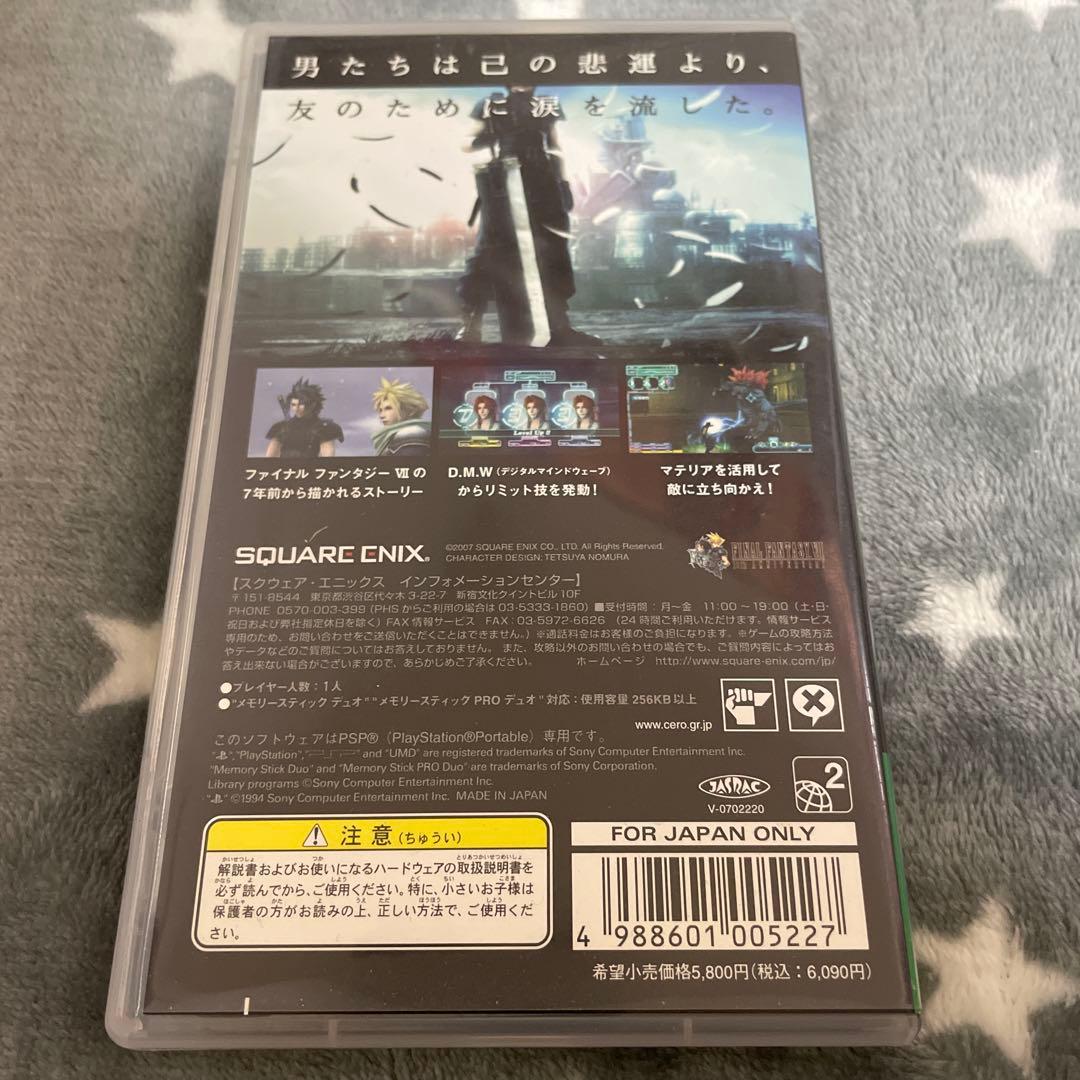 男たちは己の悲運より、
友のために涙を流した。
Level Up !!
ファイナル ファンタジー VII の
7年前から描かれるストーリー
D.M.W（デジタルマインドウェーブ）
からリミット技を発動！
マテリアを活用して
敵に立ち向かえ！
SQUARE ENIX.
©2007 SQUARE ENIX CO., LTD. All Rights Reserved.
CHARACTER DESIGN: TETSUYA NOMURA
FINAL FANTASY VII
10th ANNIVERSARY
【スクウェア・エニックス インフォメーションセンター】
〒151-8544 東京都渋谷区代々木 3-22-7 新宿文化クイントビル 10F
PHONE 0570-003-399（PHSからご利用の場合は 03-5333-1860）■受付時間：月〜金 11:00〜19:00（土・日・
祝日および弊社指定休日を除く）FAX情報サービス FAX：03-5972-6626（24時間ご利用いただけます。情報サービス
専用のため、お問い合わせをご送信いただくことはできません。）※通話料金はお客様のご負担になります。※ゲームの攻略方法
やデータなどのご質問についてはお答えしておりません。また、攻略以外のお問い合わせの場合でも、ご質問内容によってはお
答え出来ない場合がございますので、あらかじめご了承ください。 ホームページ http://www.square-enix.com/jp/
●プレイヤー人数：1人
●"メモリースティック デュオ" "メモリースティック PRO デュオ" 対応：使用容量 256KB以上
www.cero.gr.jp
このソフトウェアはPSP®（PlayStation®Portable）専用です。
"PlayStation", "PSP" and "UMD" are registered trademarks of Sony Computer Entertainment Inc.
"Memory Stick Duo" and "Memory Stick PRO Duo" are trademarks of Sony Corporation.
Library programs ©Sony Computer Entertainment Inc.
©1994 Sony Computer Entertainment Inc. MADE IN JAPAN
JASRAC
V-0702220
2
注意（ちゅうい）
解説書およびお使いになるハードウェアの取扱説明書を
必ず読んでから、ご使用ください。特に、小さいお子様は
保護者の方がお読みの上、正しい方法で、ご使用くだ
さい。
FOR JAPAN ONLY
4 988601 005227
希望小売価格5,800円（税込：6,090円）